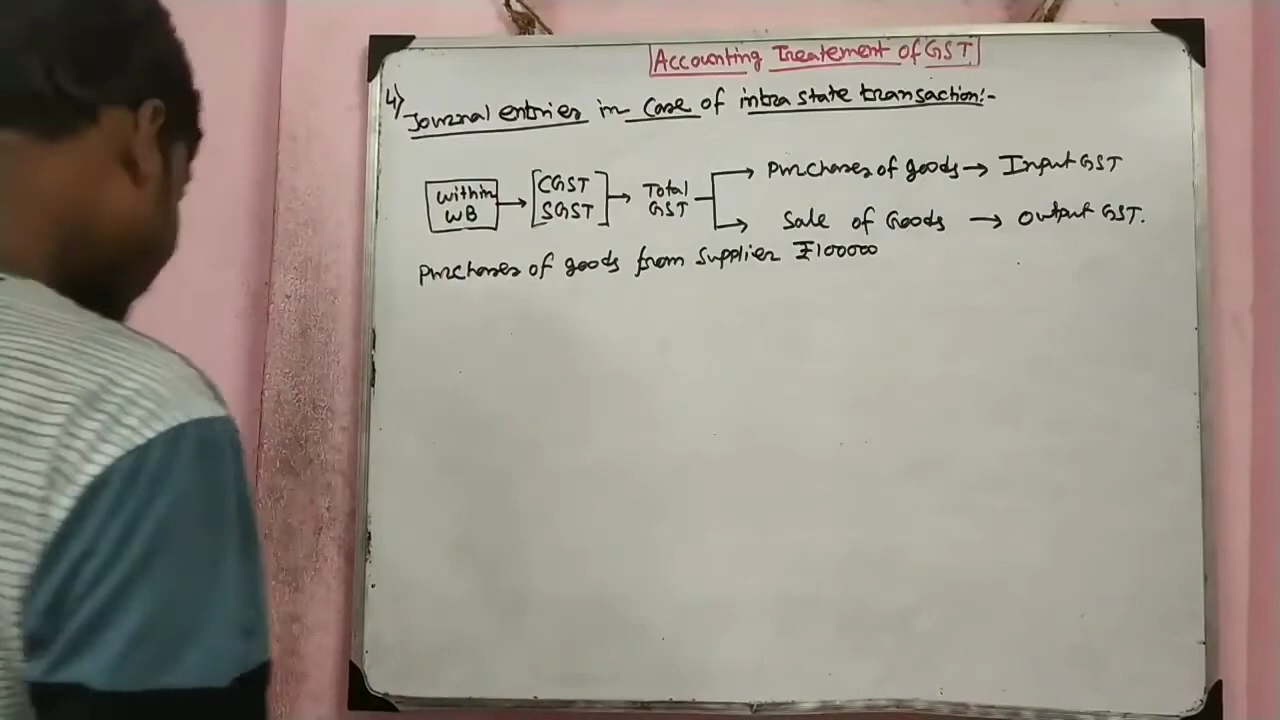 Accounting Treatement of GST
4) Journal entries in Case of intra state transaction:-
within WB → [CGST SGST] → Total GST
Purchases of goods → Input GST
Sale of Goods → Output GST.
Purchases of goods from Supplier ₹100000